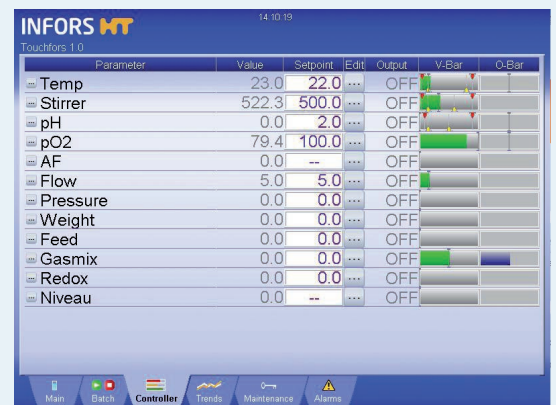 14:10:19
INFORS HT
Touchfors 1.0
Parameter Value Setpoint Edit Output V-Bar O-Bar
Temp 23.0 22.0 ... OFF
Stirrer 522.3 500.0 ... OFF
pH 0.0 2.0 ... OFF
pO2 79.4 100.0 ... OFF
AF 0.0 -- ... OFF
Flow 5.0 5.0 ... OFF
Pressure 0.0 0.0 ... OFF
Weight 0.0 0.0 ... OFF
Feed 0.0 0.0 ... OFF
Gasmix 0.0 0.0 ... OFF
Redox 0.0 0.0 ... OFF
Niveau 0.0 -- ... OFF
Main Batch Controller Trends Maintenance Alarms